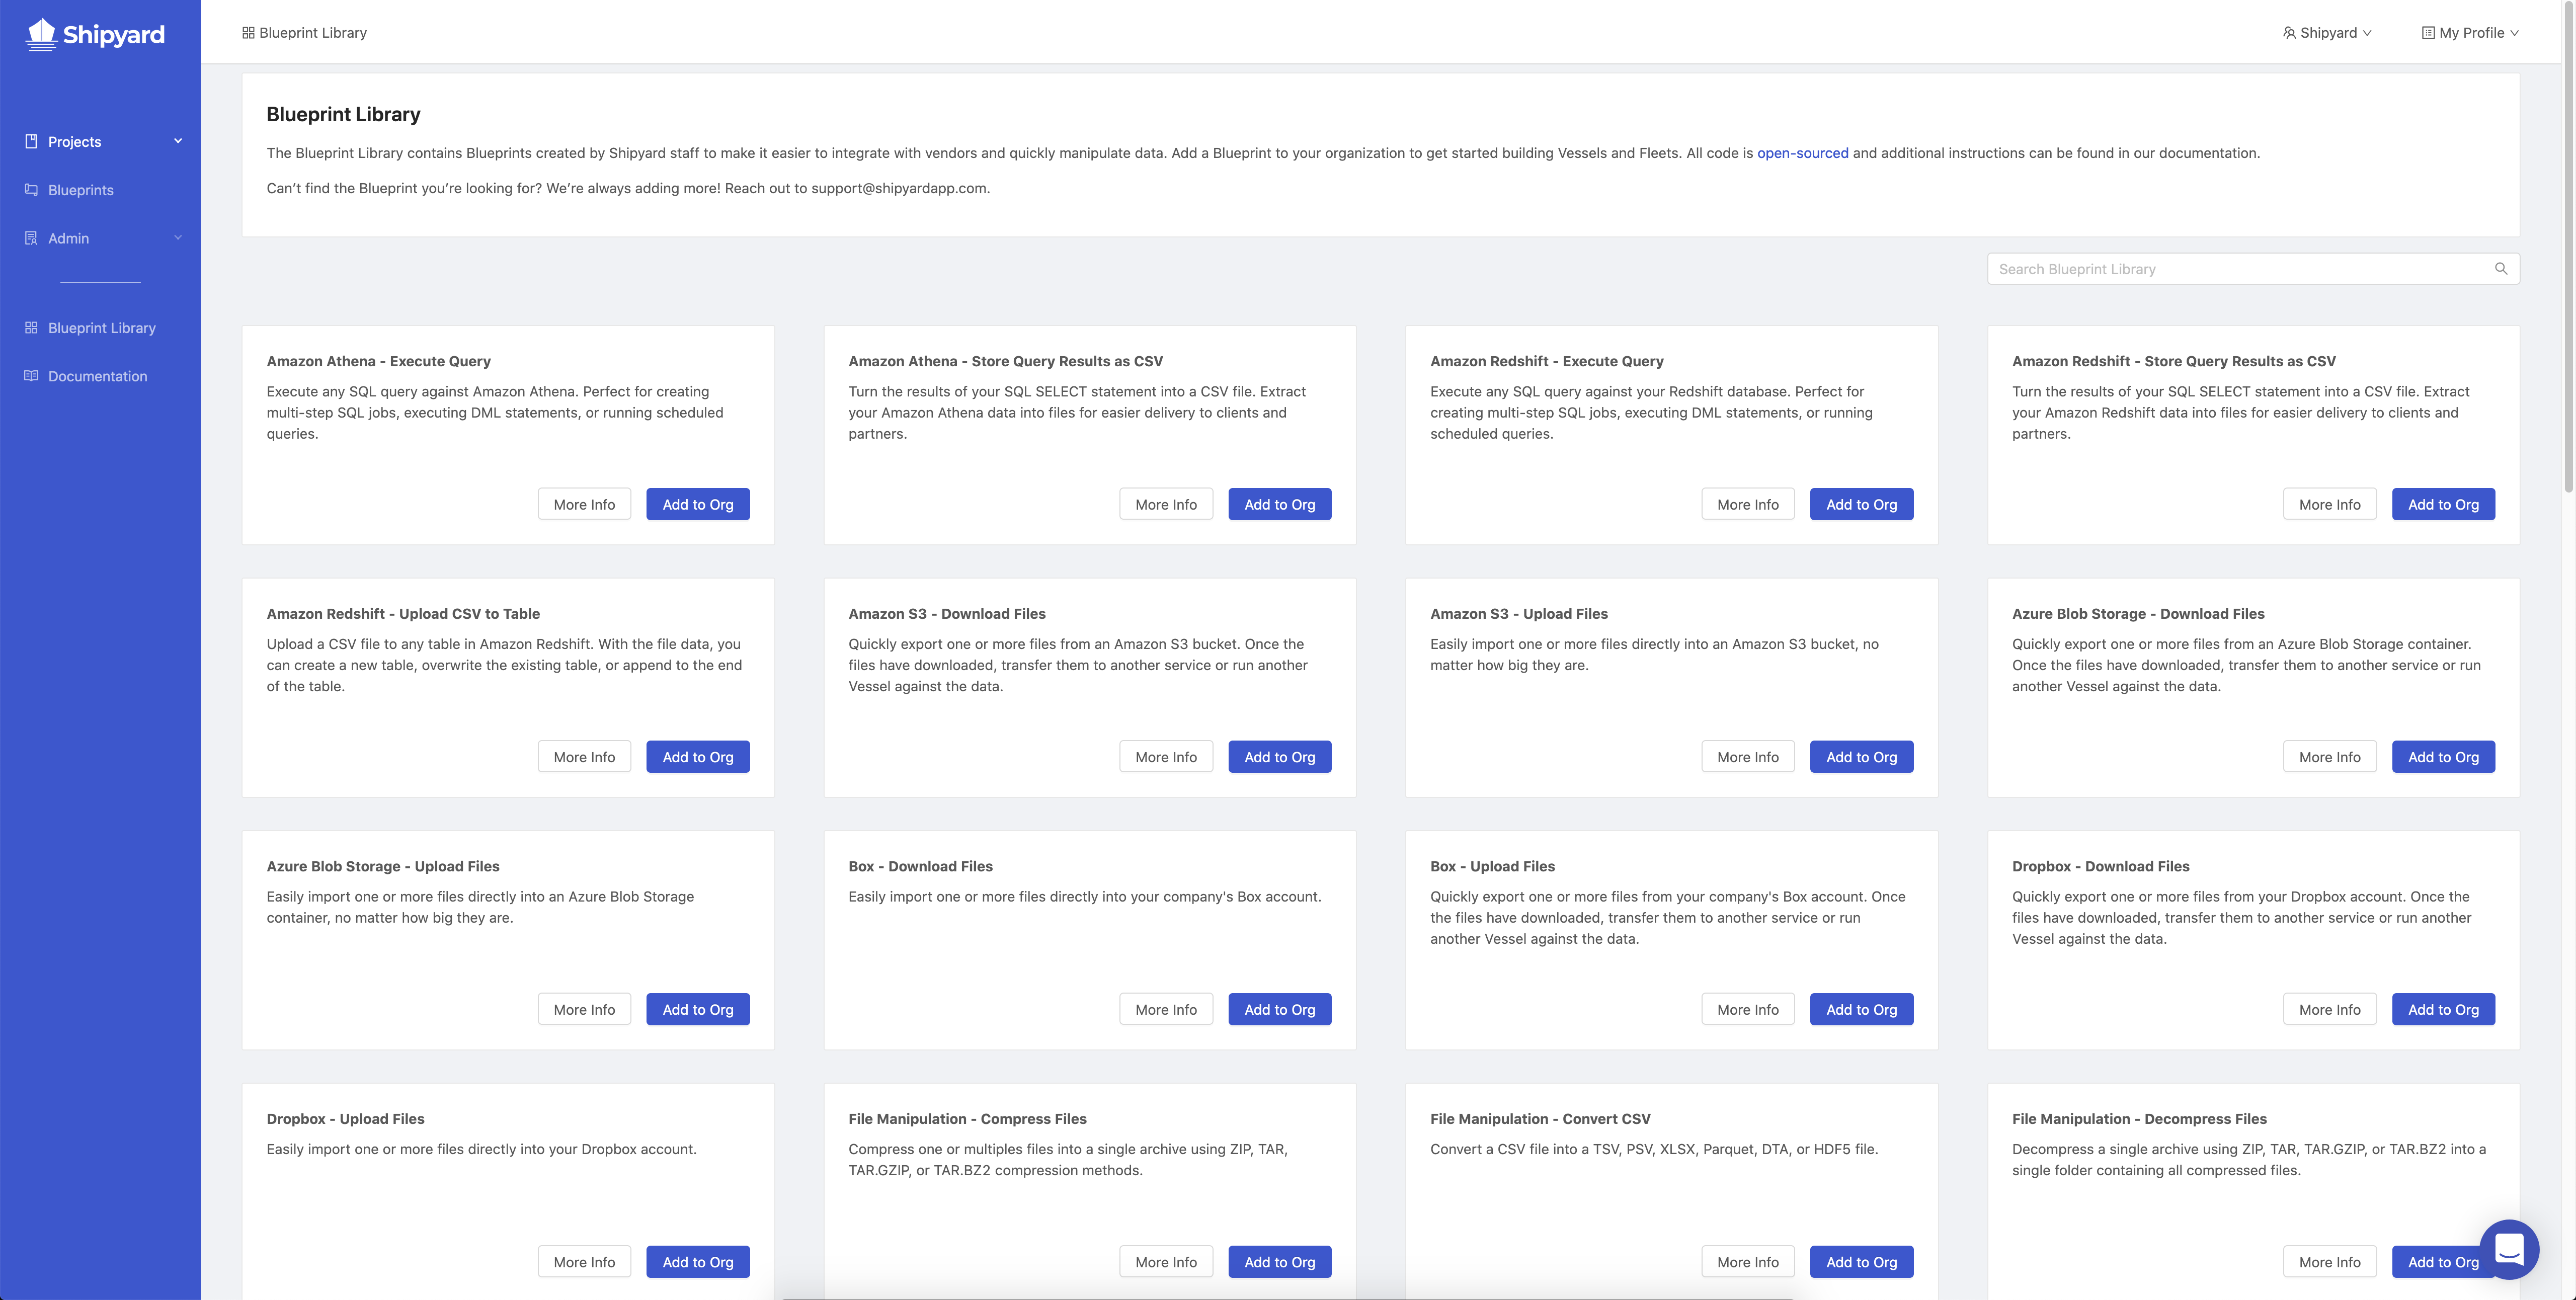 Shipyard
Blueprint Library
Shipyard
My Profile
Projects
Blueprints
Admin
Blueprint Library
Documentation
Blueprint Library
The Blueprint Library contains Blueprints created by Shipyard staff to make it easier to integrate with vendors and quickly manipulate data. Add a Blueprint to your organization to get started building Vessels and Fleets. All code is open-sourced and additional instructions can be found in our documentation.
Can’t find the Blueprint you’re looking for? We’re always adding more! Reach out to support@shipyardapp.com.
Search Blueprint Library
Amazon Athena - Execute Query
Execute any SQL query against Amazon Athena. Perfect for creating
multi-step SQL jobs, executing DML statements, or running scheduled
queries.
More Info
Add to Org
Amazon Athena - Store Query Results as CSV
Turn the results of your SQL SELECT statement into a CSV file. Extract
your Amazon Athena data into files for easier delivery to clients and
partners.
More Info
Add to Org
Amazon Redshift - Execute Query
Execute any SQL query against your Redshift database. Perfect for
creating multi-step SQL jobs, executing DML statements, or running
scheduled queries.
More Info
Add to Org
Amazon Redshift - Store Query Results as CSV
Turn the results of your SQL SELECT statement into a CSV file. Extract
your Amazon Redshift data into files for easier delivery to clients and
partners.
More Info
Add to Org
Amazon Redshift - Upload CSV to Table
Upload a CSV file to any table in Amazon Redshift. With the file data, you
can create a new table, overwrite the existing table, or append to the end
of the table.
More Info
Add to Org
Amazon S3 - Download Files
Quickly export one or more files from an Amazon S3 bucket. Once the
files have downloaded, transfer them to another service or run another
Vessel against the data.
More Info
Add to Org
Amazon S3 - Upload Files
Easily import one or more files directly into an Amazon S3 bucket, no
matter how big they are.
More Info
Add to Org
Azure Blob Storage - Download Files
Quickly export one or more files from an Azure Blob Storage container.
Once the files have downloaded, transfer them to another service or run
another Vessel against the data.
More Info
Add to Org
Azure Blob Storage - Upload Files
Easily import one or more files directly into an Azure Blob Storage
container, no matter how big they are.
More Info
Add to Org
Box - Download Files
Easily import one or more files directly into your company's Box account.
More Info
Add to Org
Box - Upload Files
Quickly export one or more files from your company's Box account. Once
the files have downloaded, transfer them to another service or run
another Vessel against the data.
More Info
Add to Org
Dropbox - Download Files
Quickly export one or more files from your Dropbox account. Once the
files have downloaded, transfer them to another service or run another
Vessel against the data.
More Info
Add to Org
Dropbox - Upload Files
Easily import one or more files directly into your Dropbox account.
More Info
Add to Org
File Manipulation - Compress Files
Compress one or multiples files into a single archive using ZIP, TAR,
TAR.GZIP, or TAR.BZ2 compression methods.
More Info
Add to Org
File Manipulation - Convert CSV
Convert a CSV file into a TSV, PSV, XLSX, Parquet, DTA, or HDF5 file.
More Info
Add to Org
File Manipulation - Decompress Files
Decompress a single archive using ZIP, TAR, TAR.GZIP, or TAR.BZ2 into a
single folder containing all compressed files.
More Info
Add to Org